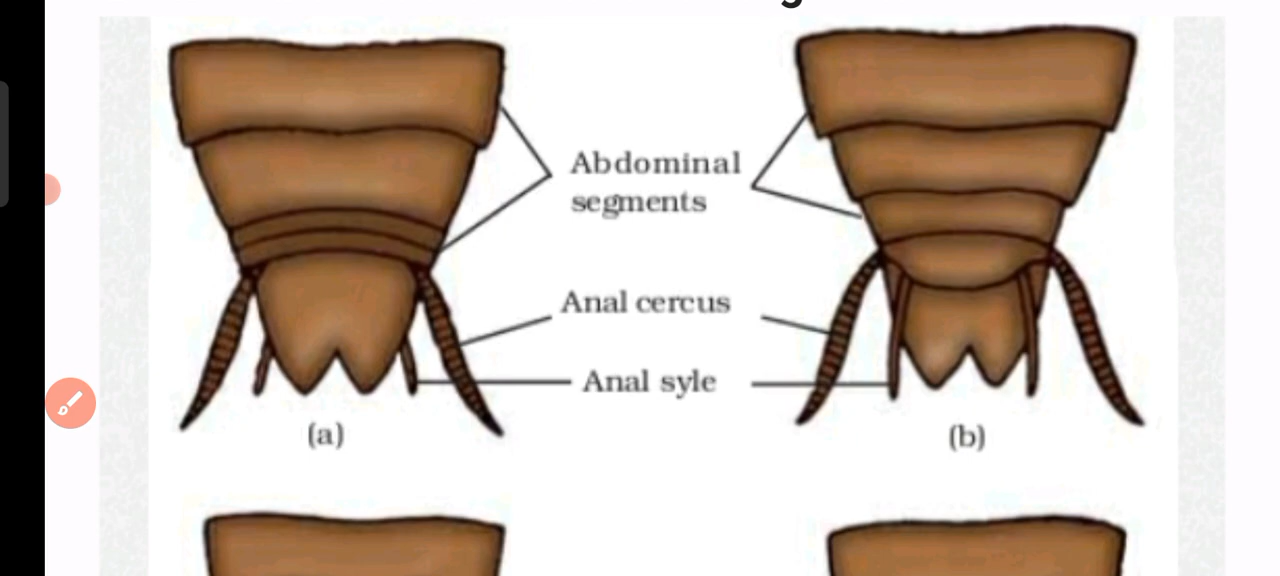 Abdominal
segments
Anal cercus
Anal syle
(a)
(b)